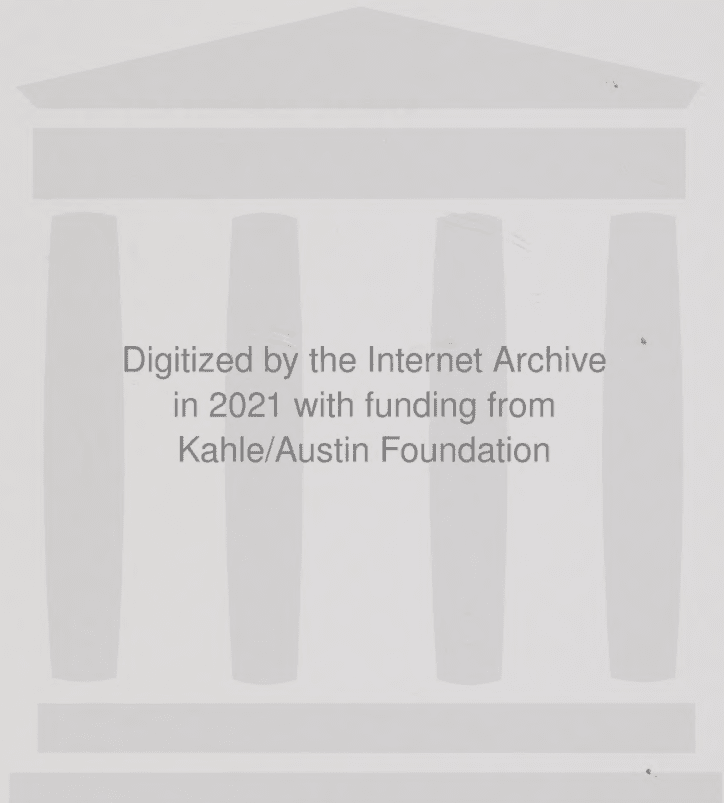 Digitized by the Internet Archive
in 2021 with funding from
Kahle/Austin Foundation